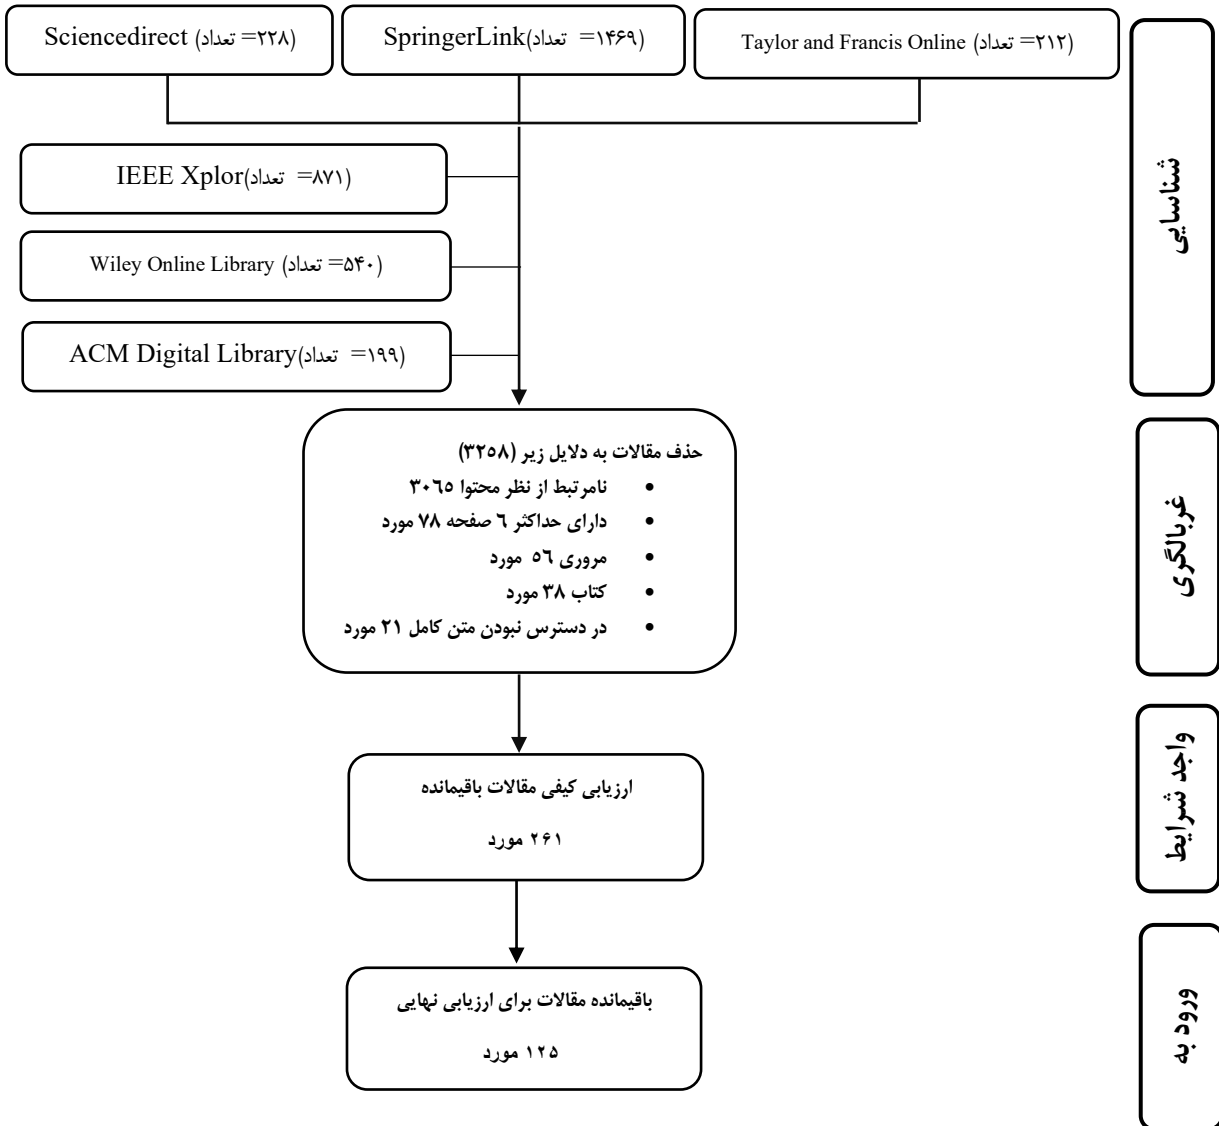 Sciencedirect (تعداد =۲۲۸)
SpringerLink(تعداد =۱۴۶۹)
Taylor and Francis Online (تعداد =۲۱۲)
IEEE Xplor(تعداد =۸۷۱)
Wiley Online Library (تعداد =۵۴۰)
ACM Digital Library(تعداد =۱۹۹)
شناسایی
حذف مقالات به دلایل زیر (۳۲۵۸)
• نامرتبط از نظر محتوا ۳۰۶۵
• دارای حداکثر ۶ صفحه ۷۸ مورد
• مروری ۵۶ مورد
• کتاب ۳۸ مورد
• در دسترس نبودن متن کامل ۲۱ مورد
غربالگری
ارزیابی کیفی مقالات باقیمانده
۲۶۱ مورد
واجد شرایط
باقیمانده مقالات برای ارزیابی نهایی
۱۲۵ مورد
ورود به